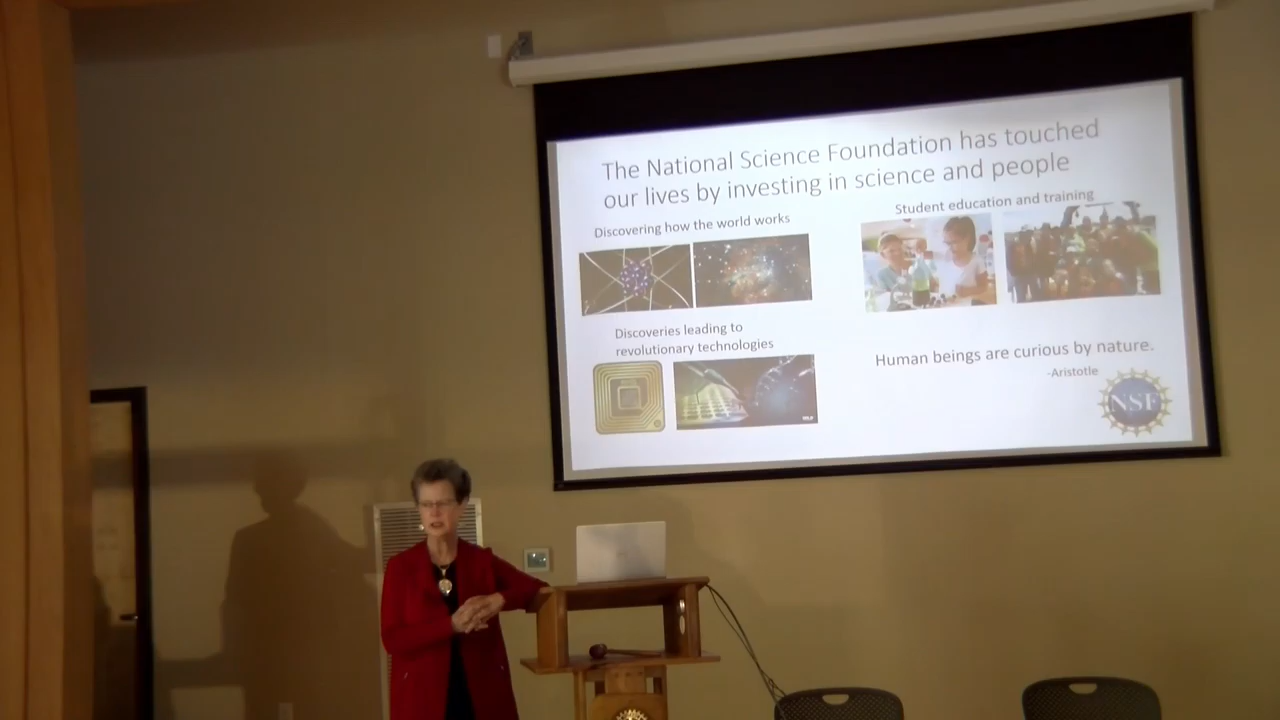 The National Science Foundation has touched
our lives by investing in science and people
Discovering how the world works
Student education and training
Discoveries leading to
revolutionary technologies
Human beings are curious by nature.
-Aristotle
NSF